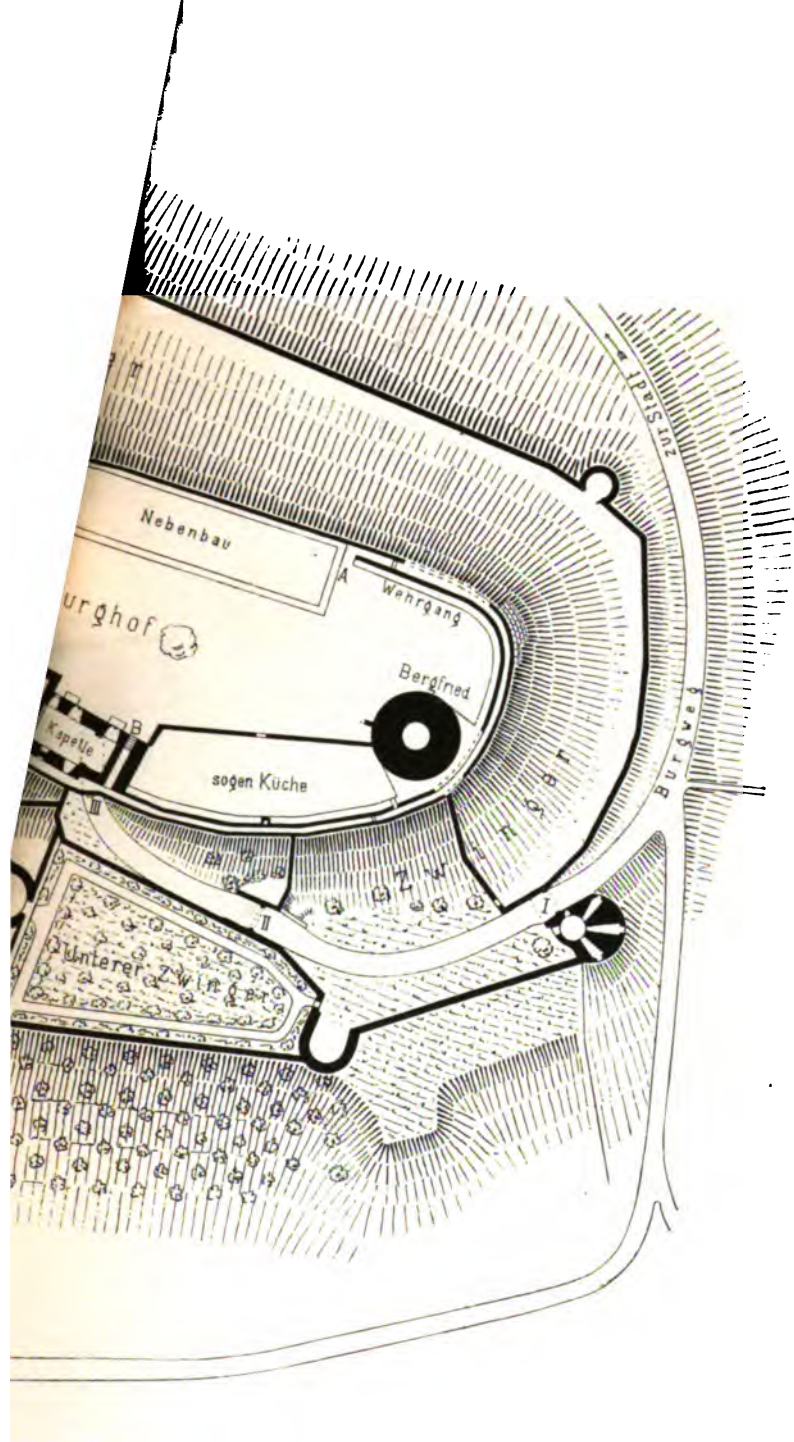 zur Stadt
Nebenbau
A
Wehrgang
urghof
Bergfried
B
Kapelle
sogen Küche
Burgweg
III
Z w i n g e r
I
II
Unterer Zwinger